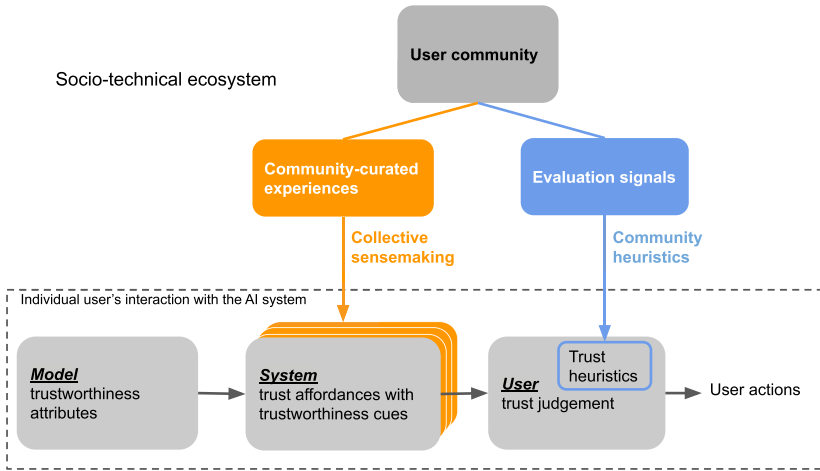 User community
Socio-technical ecosystem
Community-curated
experiences
Evaluation signals
Collective
sensemaking
Community
heuristics
Individual user's interaction with the AI system
Model
trustworthiness
attributes
System
trust affordances with
trustworthiness cues
Trust
heuristics
User
trust judgement
User actions